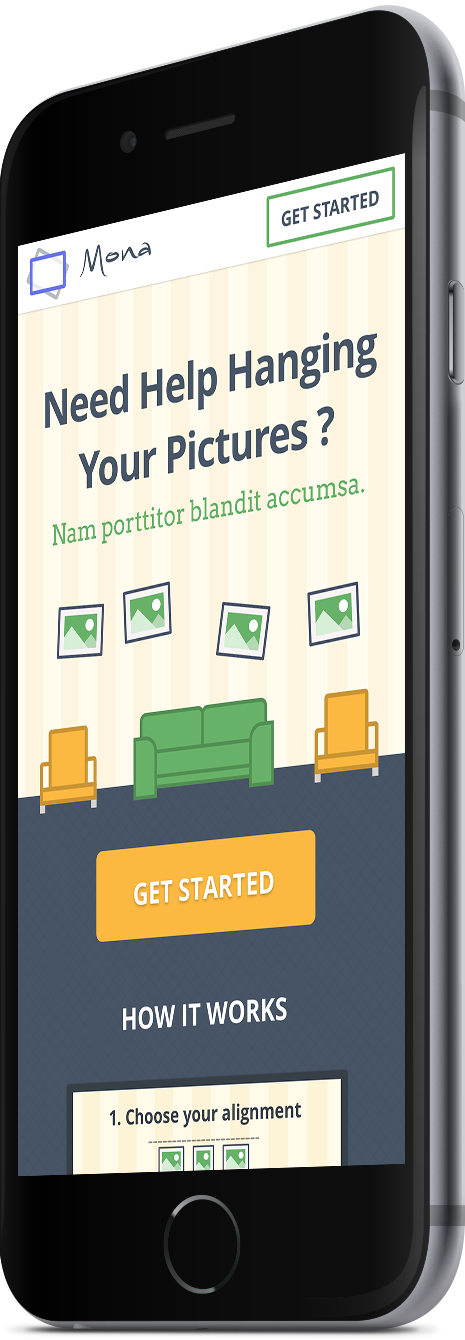 Mona
GET STARTED
Need Help Hanging
Your Pictures ?
Nam porttitor blandit accumsa.
GET STARTED
HOW IT WORKS
1. Choose your alignment